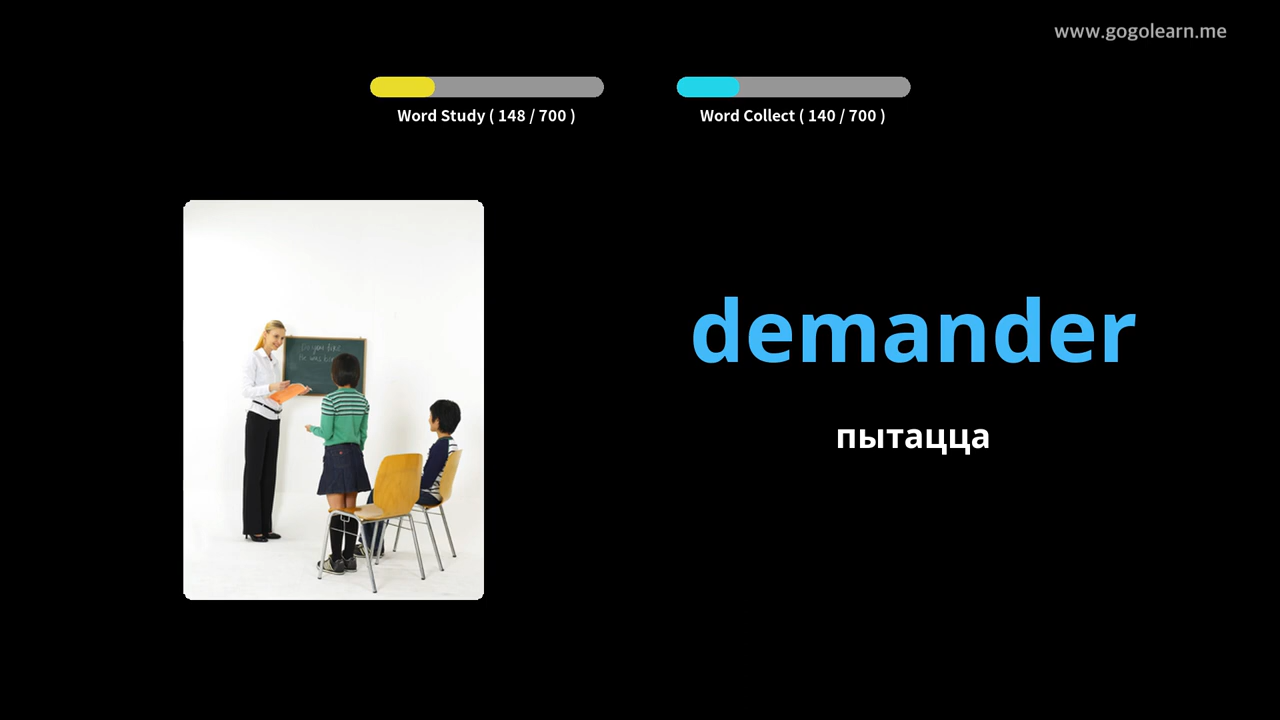 www.gogolearn.me
Word Study ( 148 / 700 )
Word Collect ( 140 / 700 )
demander
пытацца